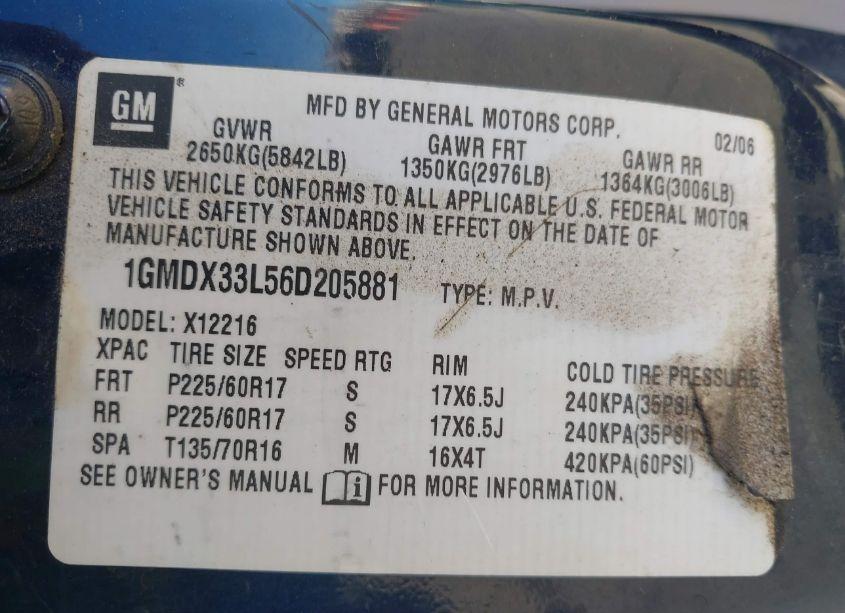 GM ®
MFD BY GENERAL MOTORS CORP.
02/06
GVWR GAWR FRT GAWR RR
2650KG(5842LB) 1350KG(2976LB) 1364KG(3006LB)
THIS VEHICLE CONFORMS TO ALL APPLICABLE U.S. FEDERAL MOTOR
VEHICLE SAFETY STANDARDS IN EFFECT ON THE DATE OF
MANUFACTURE SHOWN ABOVE.
1GMDX33L56D205881 TYPE: M.P.V.
MODEL: X12216
XPAC TIRE SIZE SPEED RTG RIM COLD TIRE PRESSURE
FRT P225/60R17 S 17X6.5J 240KPA(35PSI)
RR P225/60R17 S 17X6.5J 240KPA(35PSI)
SPA T135/70R16 M 16X4T 420KPA(60PSI)
SEE OWNER'S MANUAL i FOR MORE INFORMATION.